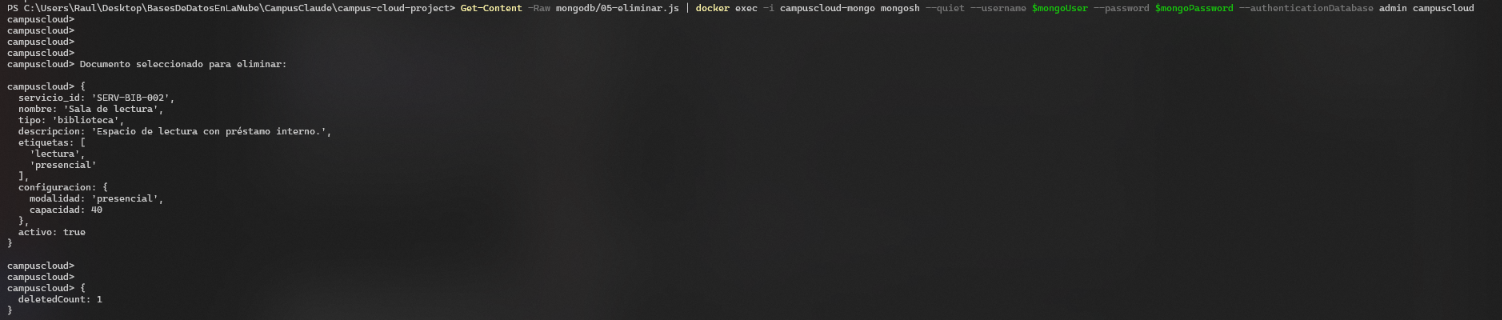 PS C:\Users\Raul\Desktop\BasesDeDatosEnLaNube\CampusClaude\campus-cloud-project> Get-Content -Raw mongodb/05-eliminar.js | docker exec -i campuscloud-mongo mongosh --quiet --username $mongoUser --password $mongoPassword --authenticationDatabase admin campuscloud
campuscloud>
campuscloud>
campuscloud>
campuscloud>
campuscloud> Documento seleccionado para eliminar:
campuscloud> {
servicio_id: 'SERV-BIB-002',
nombre: 'Sala de lectura',
tipo: 'biblioteca',
descripcion: 'Espacio de lectura con préstamo interno.',
etiquetas: [
'lectura',
'presencial'
],
configuracion: {
modalidad: 'presencial',
capacidad: 40
},
activo: true
}
campuscloud>
campuscloud>
campuscloud> {
deletedCount: 1
}